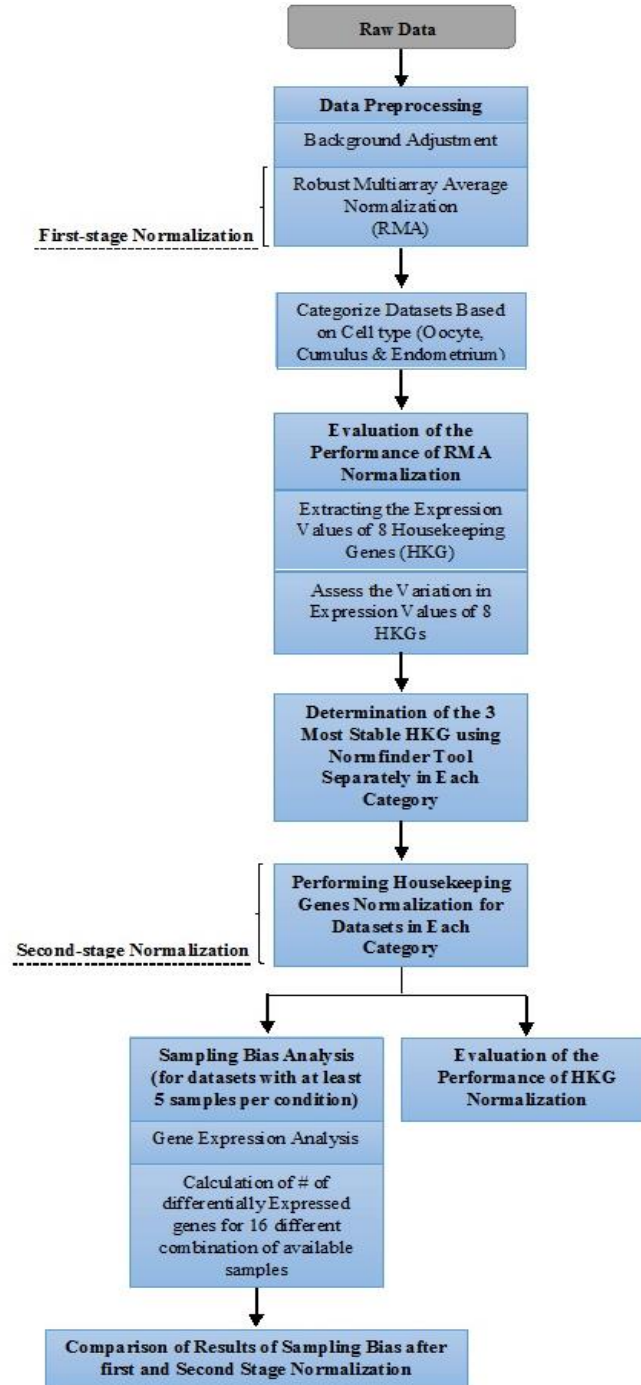 Raw Data
Data Preprocessing
Background Adjustment
Robust Multiarray Average
Normalization
(RMA)
First-stage Normalization
Categorize Datasets Based
on Cell type (Oocyte,
Cumulus & Endometrium)
Evaluation of the
Performance of RMA
Normalization
Extracting the Expression
Values of 8 Housekeeping
Genes (HKG)
Assess the Variation in
Expression Values of 8
HKGs
Determination of the 3
Most Stable HKG using
Normfinder Tool
Separately in Each
Category
Performing Housekeeping
Genes Normalization for
Datasets in Each
Category
Second-stage Normalization
Sampling Bias Analysis
(for datasets with at least
5 samples per condition)
Gene Expression Analysis
Calculation of # of
differentially Expressed
genes for 16 different
combination of available
samples
Evaluation of the
Performance of HKG
Normalization
Comparison of Results of Sampling Bias after
first and Second Stage Normalization